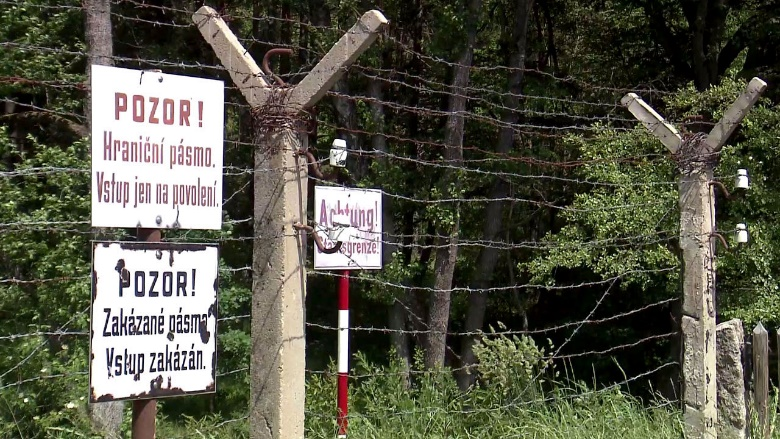 POZOR!
Hraniční pásmo.
Vstup jen na povolení.
POZOR!
Zakázané pásmo
Vstup zakázán.
Achtung!